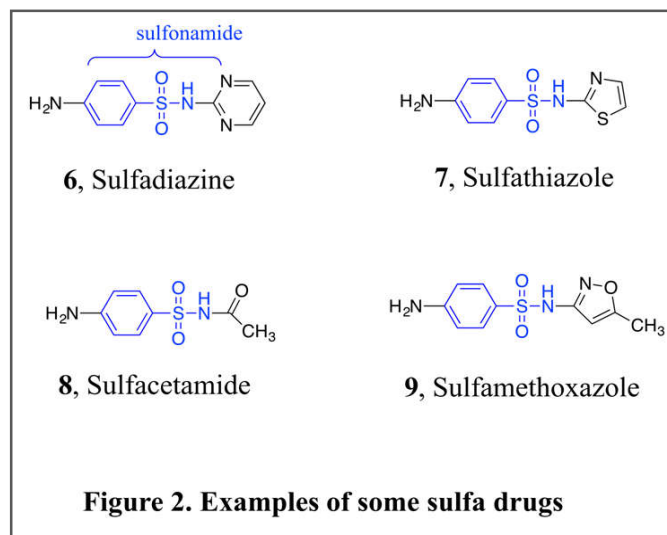 sulfonamide
H₂N
O
S
O
H
N
N
N
6, Sulfadiazine
H₂N
O
S
O
H
N
N
S
7, Sulfathiazole
H₂N
O
S
O
H
N
O
CH₃
8, Sulfacetamide
H₂N
O
S
O
H
N
N
O
CH₃
9, Sulfamethoxazole
Figure 2. Examples of some sulfa drugs